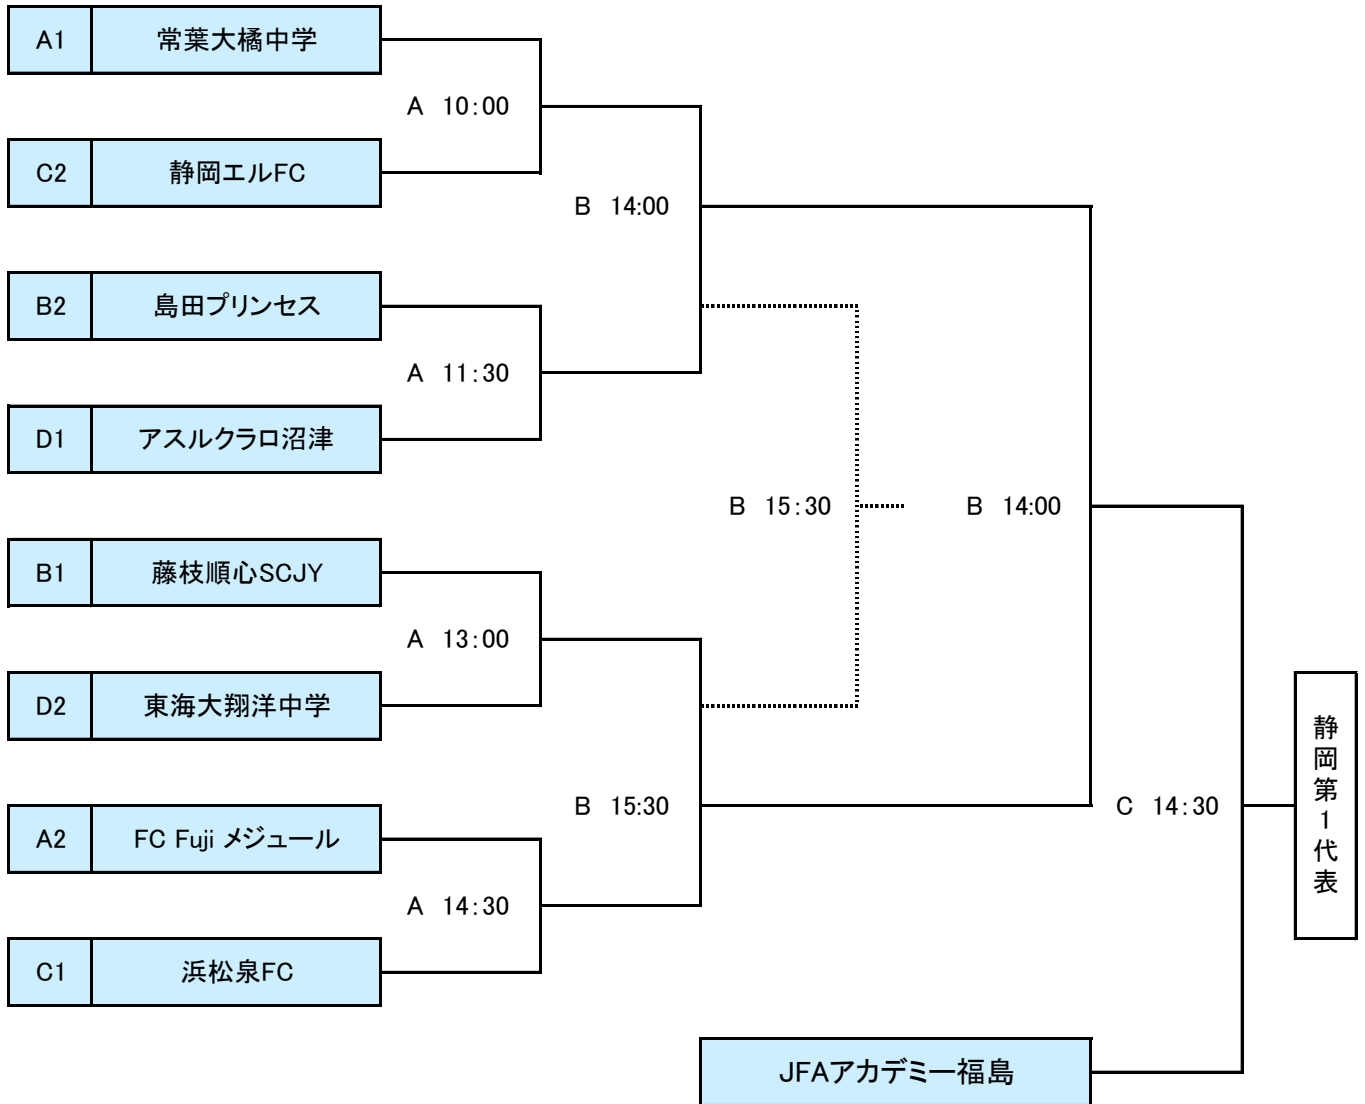 A1 常葉大橘中学
A 10:00
C2 静岡エルFC
B 14:00
B2 島田プリンセス
A 11:30
D1 アスルクラロ沼津
B 15:30
B 14:00
B1 藤枝順心SCJY
A 13:00
D2 東海大翔洋中学
B 15:30
C 14:30
静岡第1代表
A2 FC Fuji メジュール
A 14:30
C1 浜松泉FC
JFAアカデミー福島